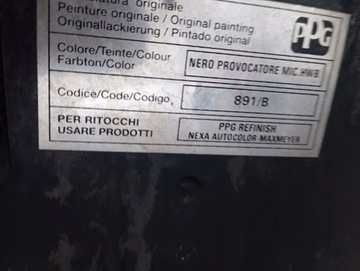 originale
Peinture originale / Original painting
Originallackierung / Pintado original
PPG
Colore/Teinte/Colour
Farbton/Color
NERO PROVOCATORE MIC.HWB
Codice/Code/Codigo
891/B
PER RITOCCHI
USARE PRODOTTI
PPG REFINISH
NEXA AUTOCOLOR MAXMEYER